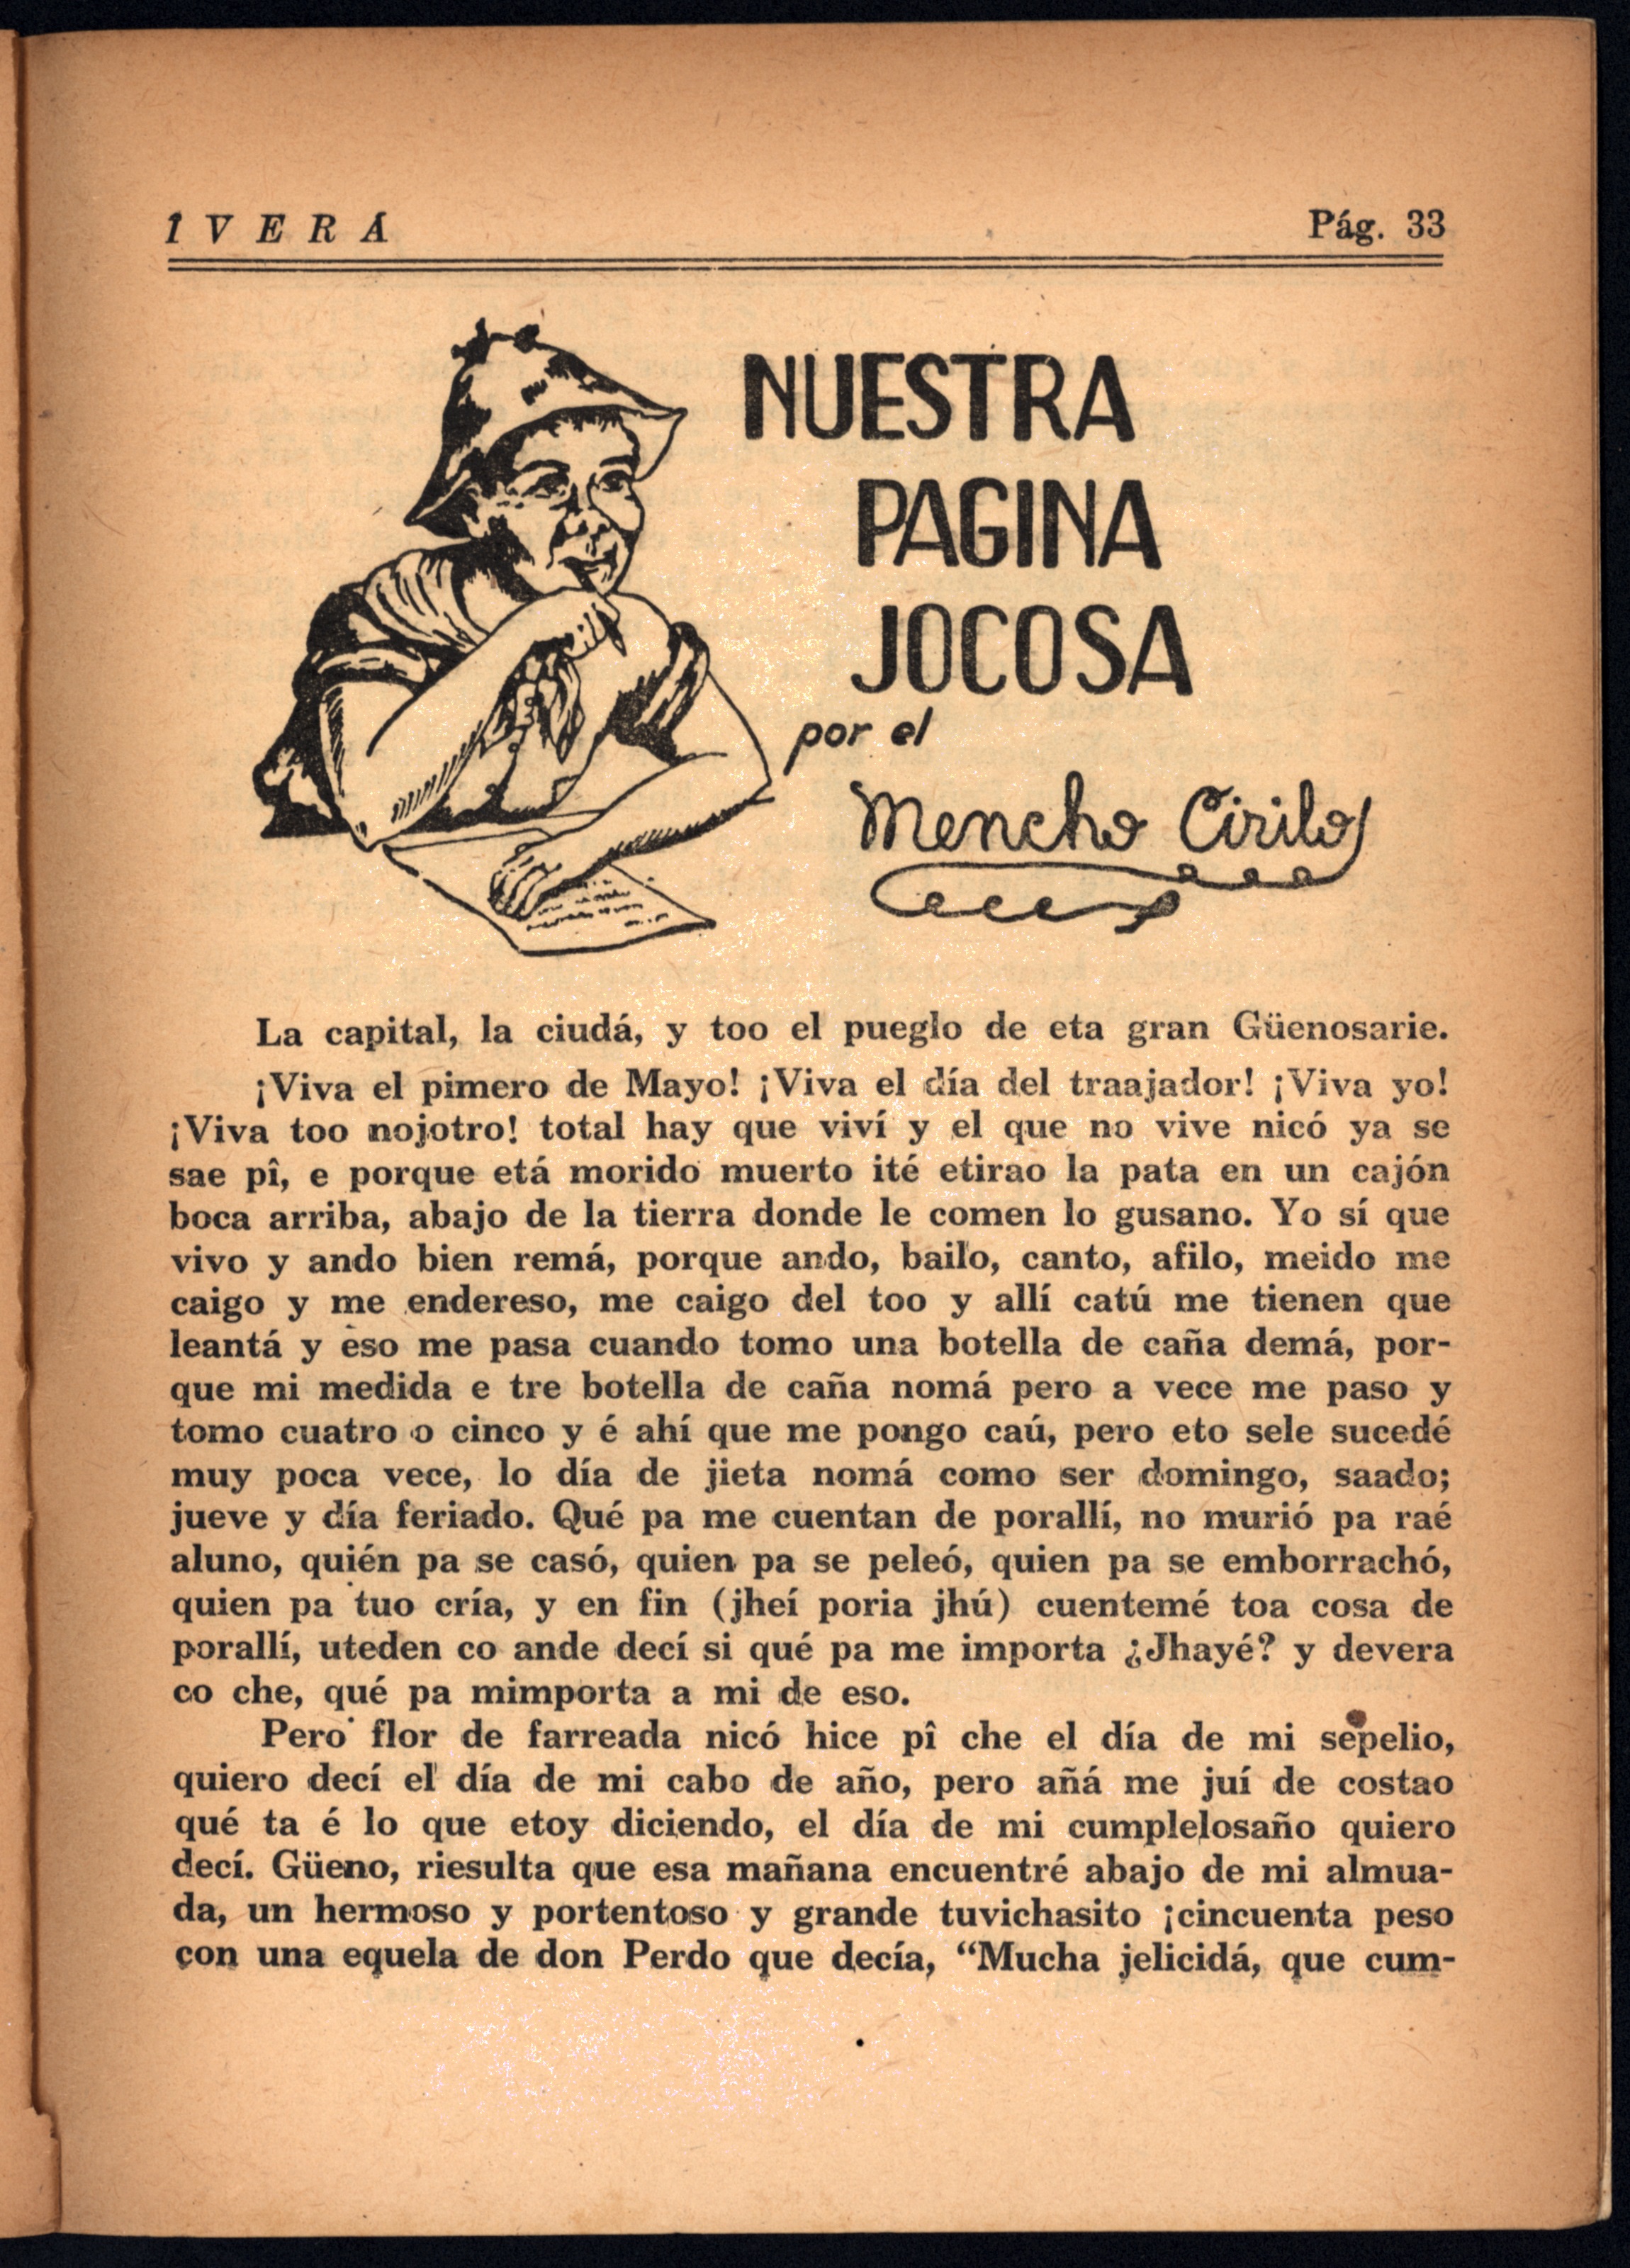 Î V E R Á
Pág. 33
NUESTRA
PAGINA
JOCOSA
por el
Mencho Cirilo
La capital, la ciudá, y too el pueglo de eta gran Güenosarie.
¡Viva el pimero de Mayo! ¡Viva el día del traajador! ¡Viva yo!
¡Viva too nojotro! total hay que viví y el que no vive nicó ya se
sae pî, e porque etá morido muerto ité etirao la pata en un cajón
boca arriba, abajo de la tierra donde le comen lo gusano. Yo sí que
vivo y ando bien remá, porque ando, bailo, canto, afilo, meido me
caigo y me endereso, me caigo del too y allí catú me tienen que
leantá y eso me pasa cuando tomo una botella de caña demá, por-
que mi medida e tre botella de caña nomá pero a vece me paso y
tomo cuatro o cinco y é ahí que me pongo caú, pero eto sele sucedé
muy poca vece, lo día de jieta nomá como ser domingo, saado;
jueve y día feriado. Qué pa me cuentan de porallí, no murió pa raé
aluno, quién pa se casó, quien pa se peleó, quien pa se emborrachó,
quien pa tuo cría, y en fin (jheí poria jhú) cuentemé toa cosa de
porallí, uteden co ande decí si qué pa me importa ¿Jhayé? y devera
co che, qué pa mimporta a mi de eso.
Pero flor de farreada nicó hice pî che el día de mi sepelio,
quiero decí el día de mi cabo de año, pero añá me juí de costao
qué ta é lo que etoy diciendo, el día de mi cumplelosaño quiero
decí. Güeno, riesulta que esa mañana encuentré abajo de mi almua-
da, un hermoso y portentoso y grande tuvichasito ¡cincuenta peso
con una equela de don Perdo que decía, “Mucha jelicidá, que cum-